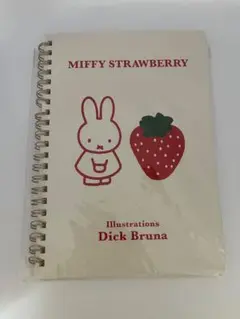 MIFFY STRAWBERRY
Illustrations
Dick Bruna